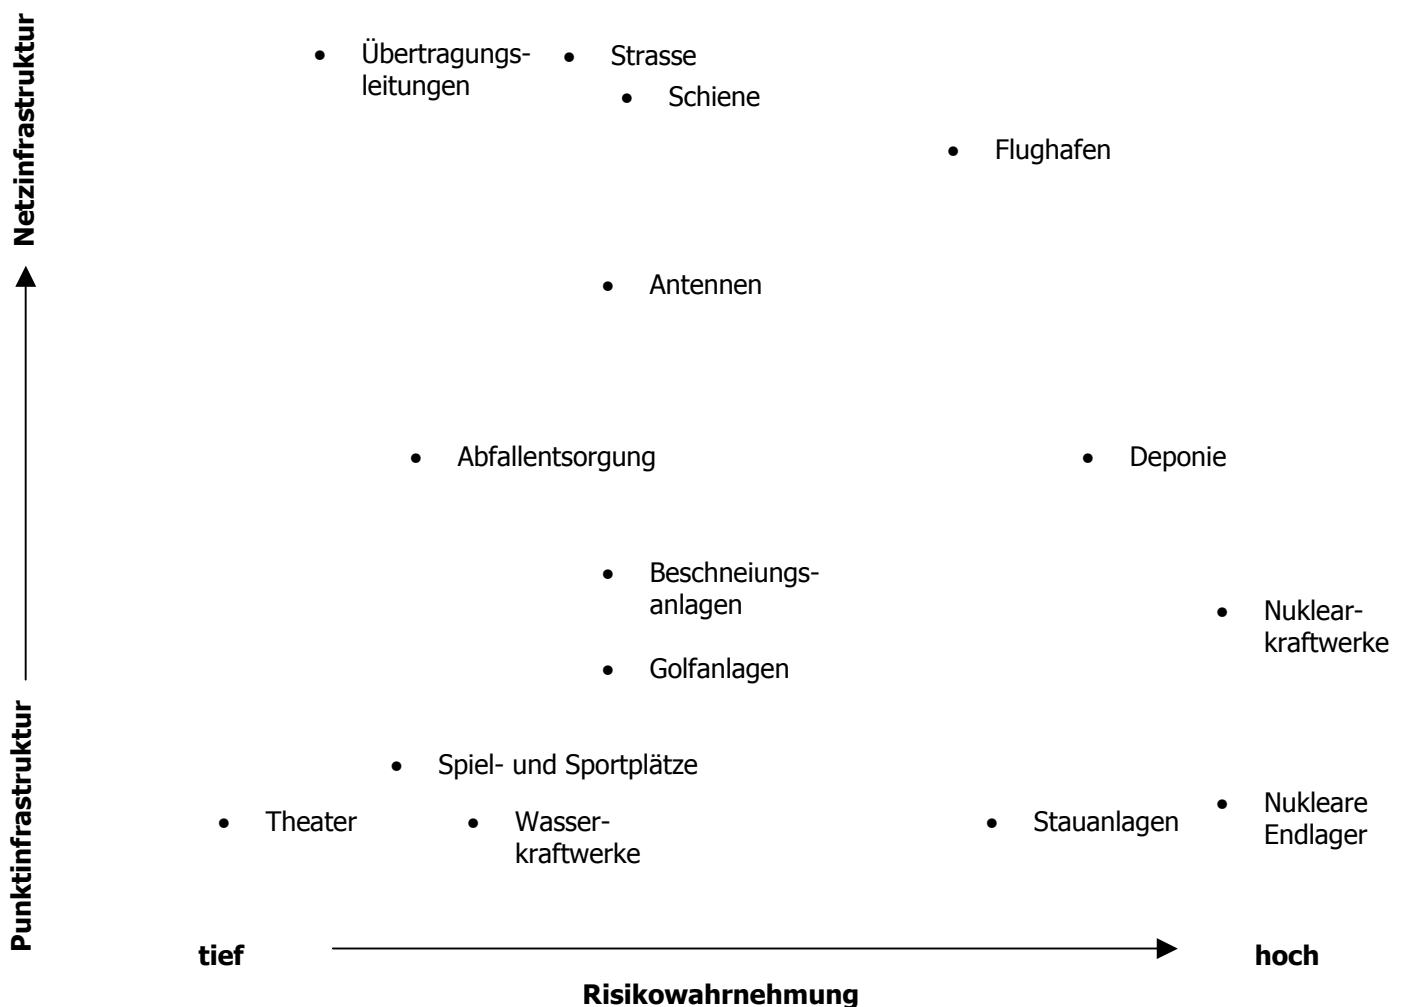 Netzinfrastruktur
• Übertragungs-
leitungen
• Strasse
• Schiene
• Flughafen
• Antennen
• Abfallentsorgung
• Deponie
• Beschneiungs-
anlagen
• Nuklear-
kraftwerke
• Golfanlagen
Punktinfrastruktur
• Spiel- und Sportplätze
• Theater
• Wasser-
kraftwerke
• Stauanlagen
• Nukleare
Endlager
tief
hoch
Risikowahrnehmung